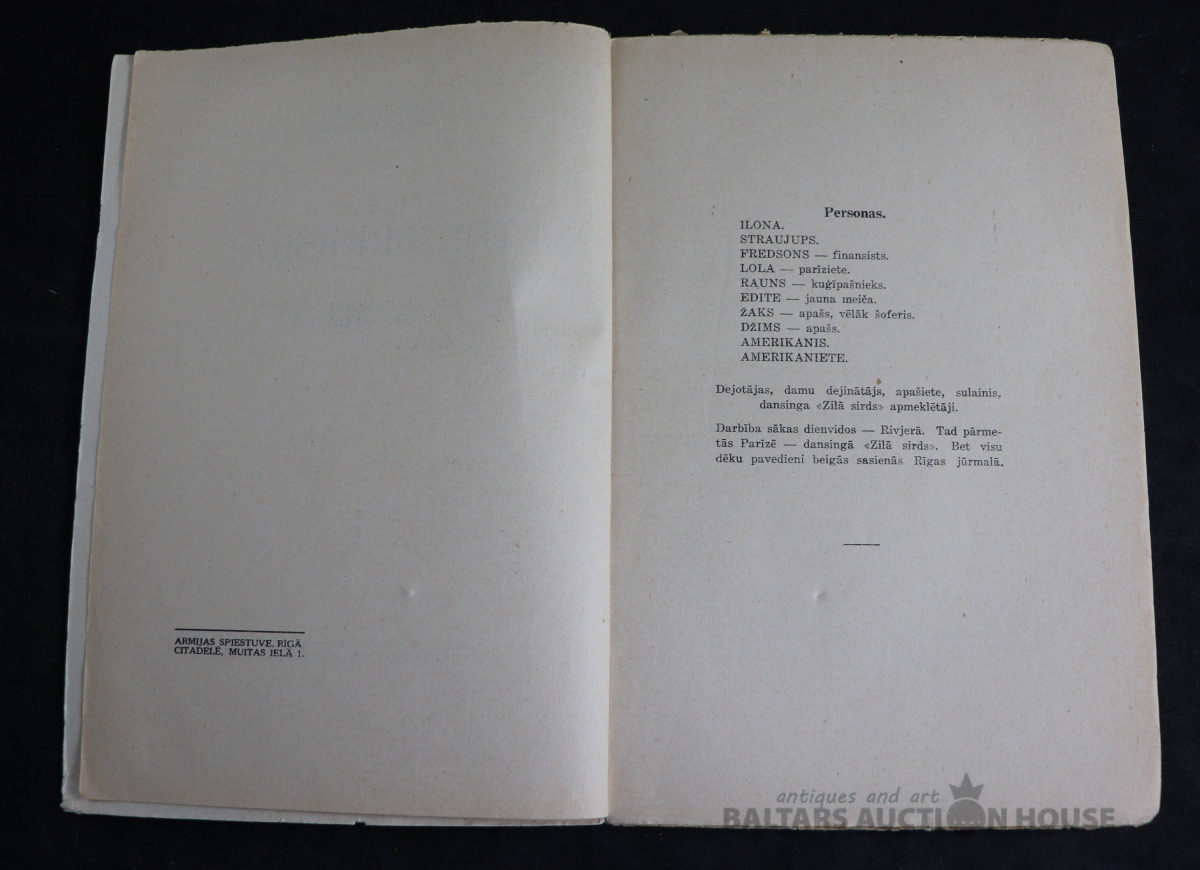 ARMIJAS SPIESTUVE, RĪGĀ
CITADELĒ, MUITAS IELĀ 1.
Personas.
ILONA.
STRAUJUPS.
FREDSONS — finansists.
LOLA — parīziete.
RAUNS — kuģīpašnieks.
EDITE — jauna meiča.
ŽAKS — apašs, vēlāk šoferis.
DŽIMS — apašs.
AMERIKANIS.
AMERIKANIETE.
Dejotājas, damu dejinātājs, apašiete, sulainis,
dansinga «Zilā sirds» apmeklētāji.
Darbība sākas dienvidos — Rivjerā. Tad pārme-
tās Parīzē — dansingā «Zilā sirds». Bet visu
dēku pavedieni beigās sasienās Rīgas jūrmalā.
antiques and art
BALTARS AUCTION HOUSE